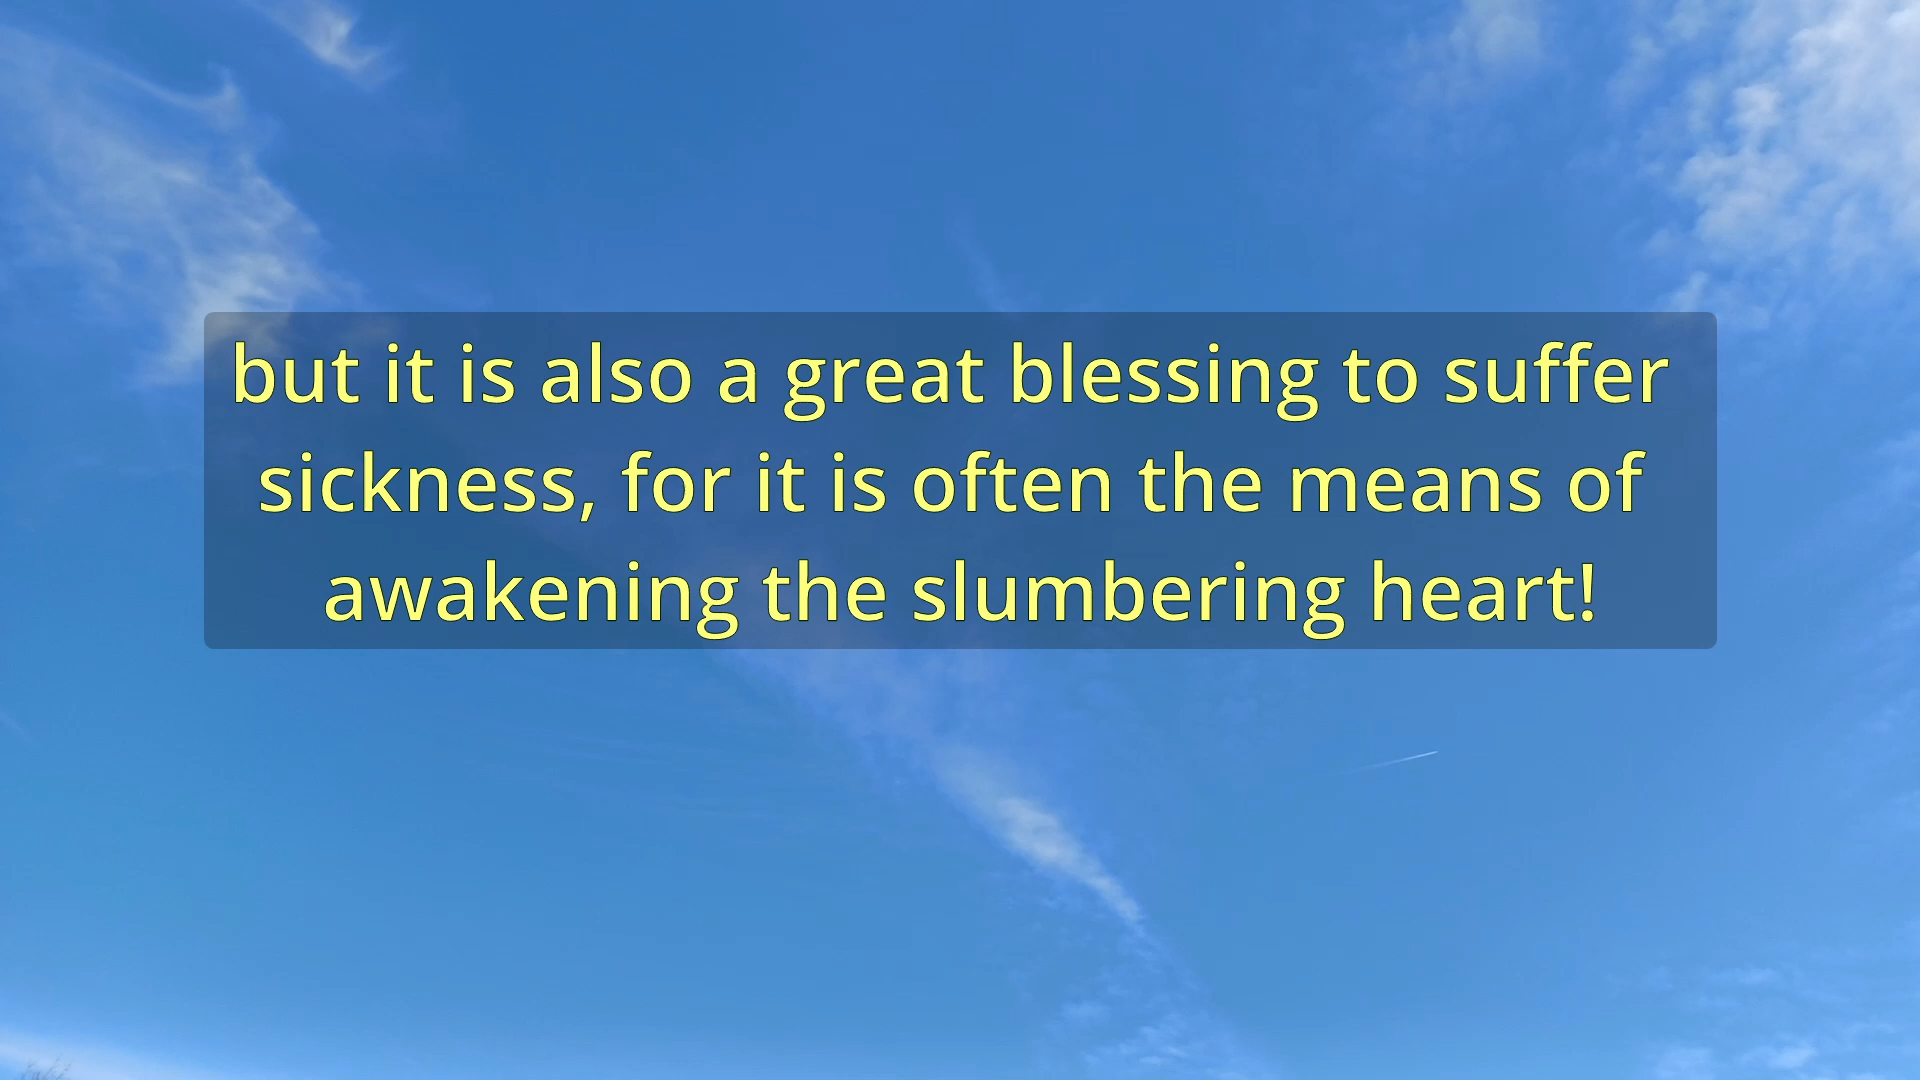 but it is also a great blessing to suffer
sickness, for it is often the means of
awakening the slumbering heart!